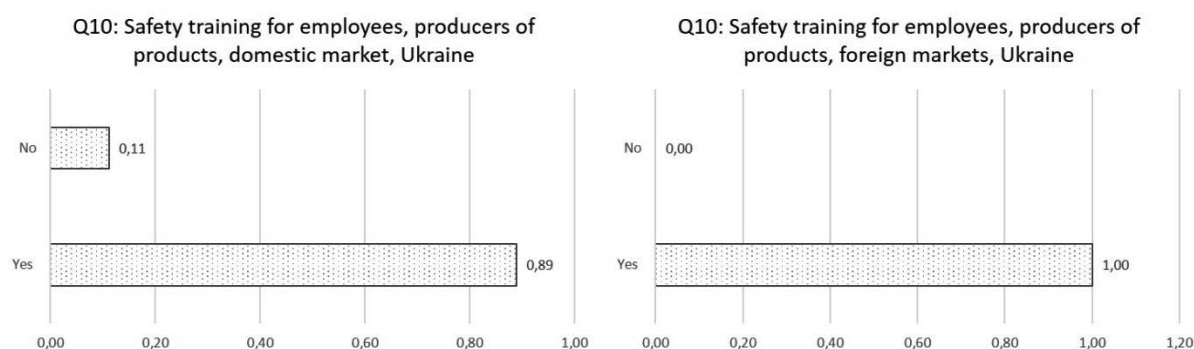 Q10: Safety training for employees, producers of
products, domestic market, Ukraine
No
0,11
Yes
0,89
0,00
0,20
0,40
0,60
0,80
1,00
Q10: Safety training for employees, producers of
products, foreign markets, Ukraine
No
0,00
Yes
1,00
0,00
0,20
0,40
0,60
0,80
1,00
1,20